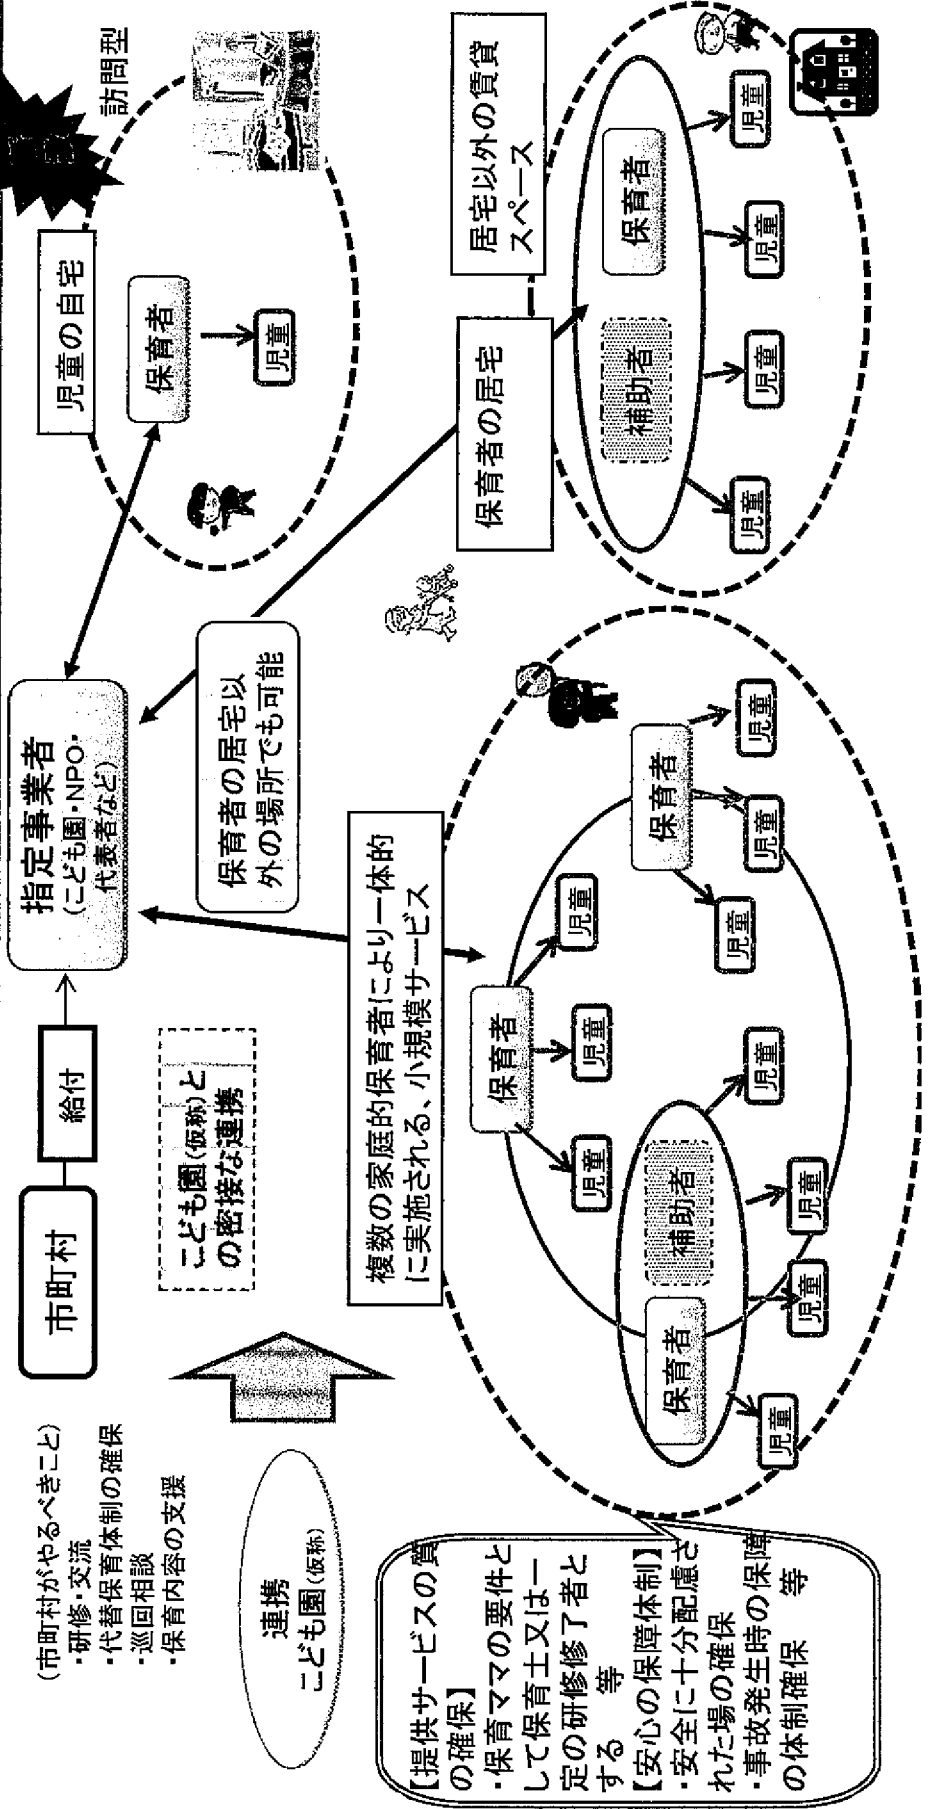 市町村
給付
指定事業者
(こども園・NPO・
代表者など)
(市町村がやるべきこと)
・研修・交流
・代替保育体制の確保
・巡回相談
・保育内容の支援
こども園(仮称)と
の密接な連携
連携
こども園(仮称)
保育者の居宅以
外の場所でも可能
児童の自宅
訪問型
保育者
児童
複数の家庭的保育者により一体的
に実施される、小規模サービス
保育者
児童
児童
児童
保育者
補助者
児童
児童
児童
児童
保育者
児童
児童
児童
保育者の居宅
居宅以外の賃貸
スペース
補助者
保育者
児童
児童
児童
児童
【提供サービスの質
の確保】
・保育ママの要件と
して保育士又は一
定の研修修了者と
する 等
【安心の保障体制】
・安全に十分配慮さ
れた場の確保
・事故発生時の保障
の体制確保 等